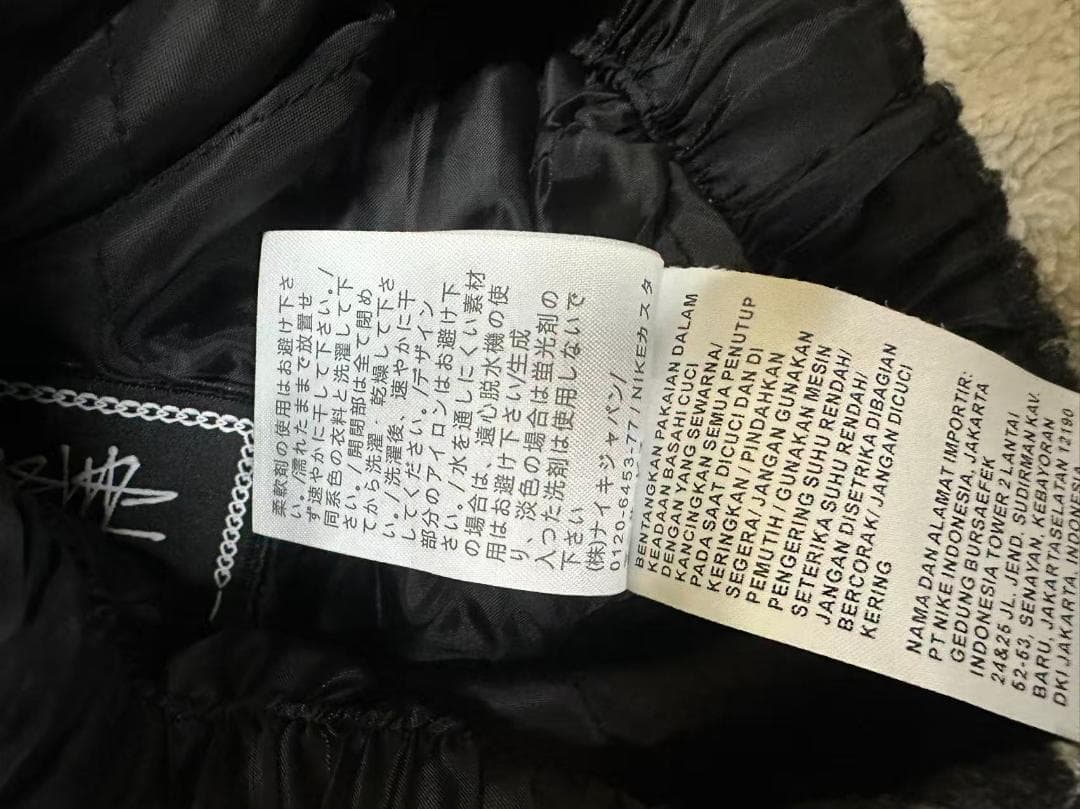 柔軟剤の使用はお避け下さ
い。/濡れたままで放置せ
ず速やかに干して下さい。/
同系色の衣料と洗濯して下
さい。/開閉部は全て閉め
てから洗濯、乾燥して下さ
い。/洗濯後、速やかに干
してください。/デザイン
部分のアイロンはお避け下
さい。/水を通しにくい素材
の場合は、遠心脱水機の使
用はお避け下さい/生成
り、淡色の場合は蛍光剤の
入った洗剤は使用しないで
下さい
(株)ナイキジャパン/
0120-6453-77/NIKEカスタ
BENTANGKAN PAKAIAN DALAM
KEADAAN BASAH/CUCI
DENGAN YANG SEWARNA/
KANCINGKAN SEMUA PENUTUP
PADA SAAT DICUCI DAN DI
KERINGKAN/PINDAHKAN
SEGERA/JANGAN GUNAKAN
PEMUTIH/GUNAKAN MESIN
PENGERING SUHU RENDAH/
SETERIKA SUHU RENDAH/
JANGAN DISETRIKA DIBAGIAN
BERCORAK/JANGAN DICUCI
KERING
NAMA DAN ALAMAT IMPORTIR:
PT NIKE INDONESIA, JAKARTA
GEDUNG BURSAEFEK
INDONESIA TOWER 2 LANTAI
24&25 JL. JEND. SUDIRMAN KAV.
52-53, SENAYAN, KEBAYORAN
BARU, JAKARTA SELATAN 12190
DKI JAKARTA, INDONESIA